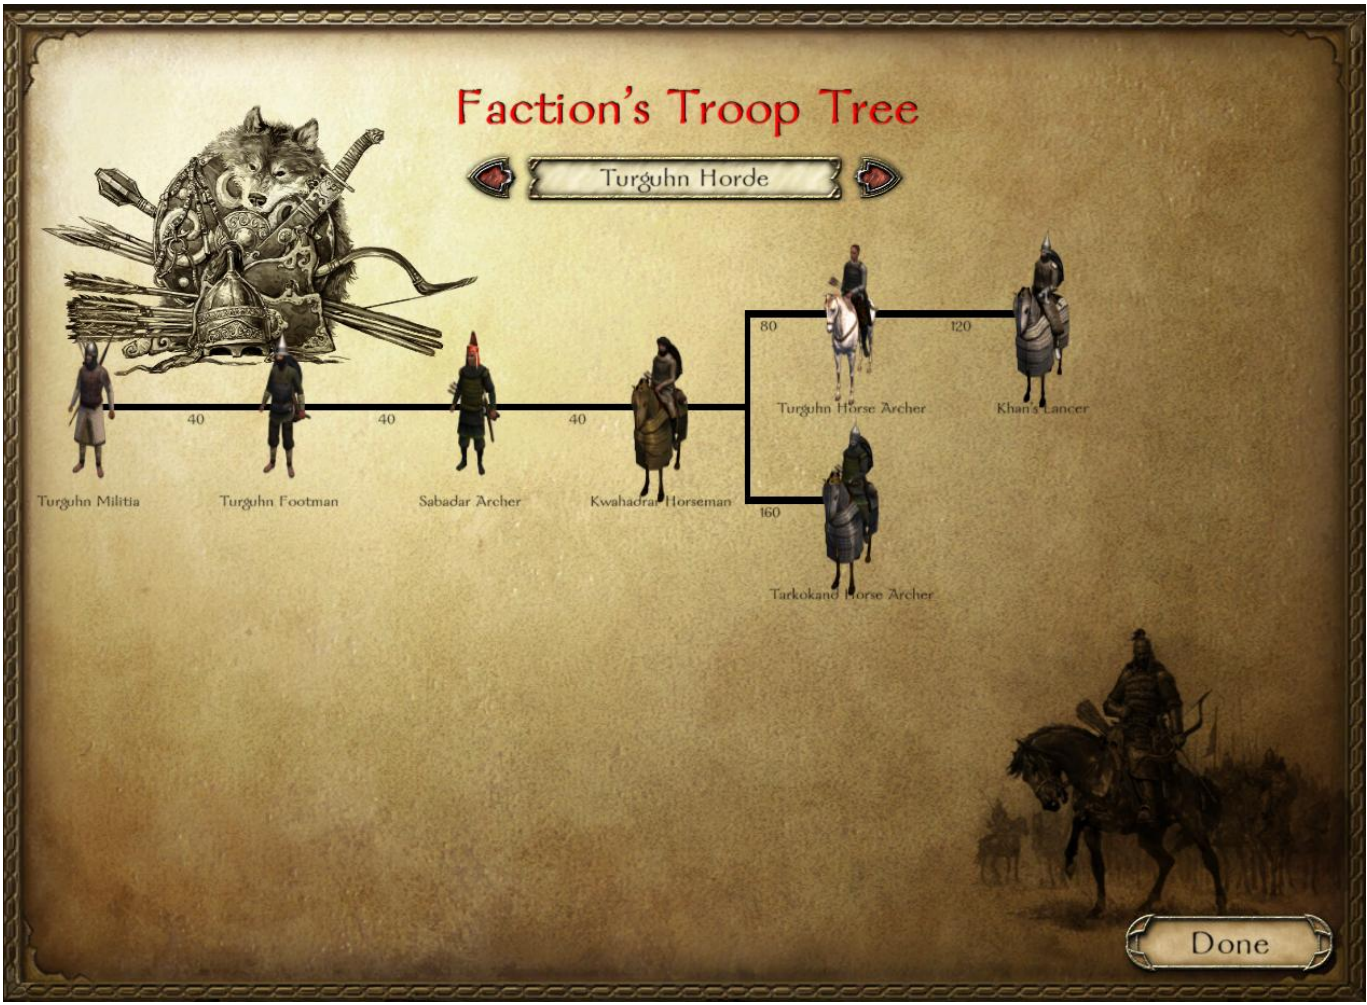 Faction's Troop Tree
Turguhn Horde
80
120
Turguhn Horse Archer
Khan's Lancer
40
40
40
Turguhn Militia
Turguhn Footman
Sabadar Archer
Kwahadrar Horseman
160
Tarkokand Horse Archer
Done